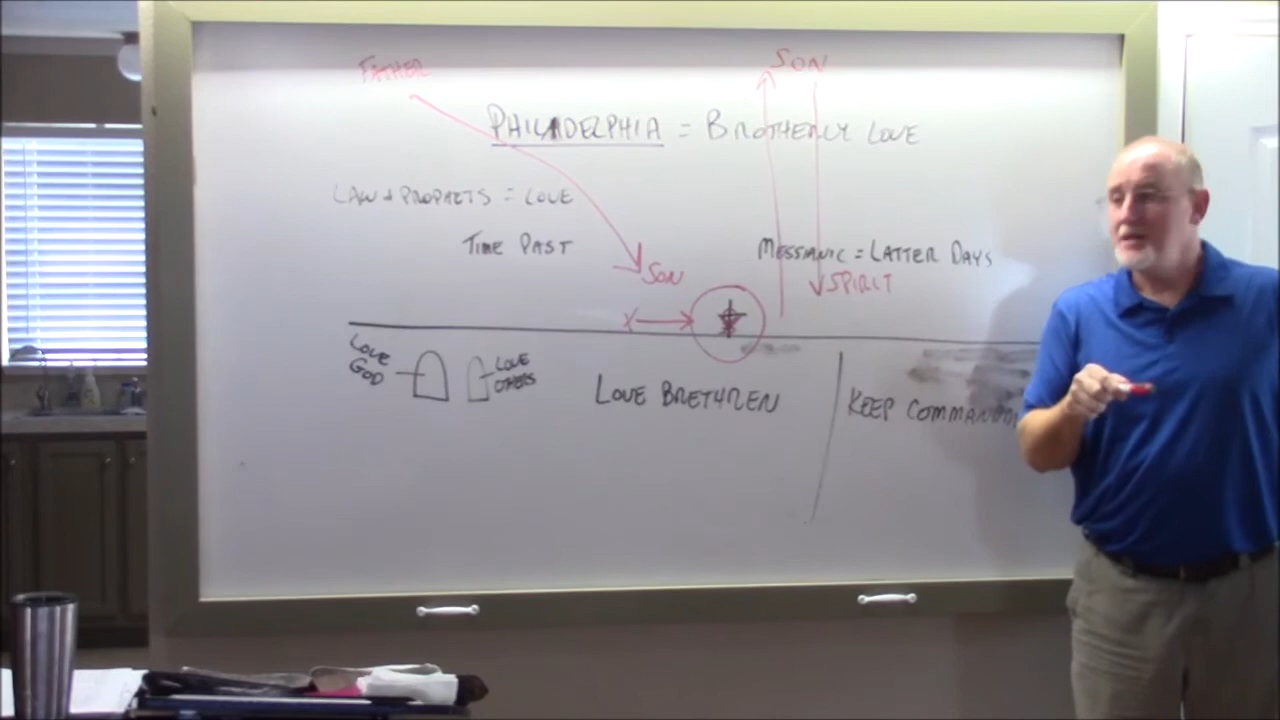 FATHER
SON
PHILADELPHIA = BROTHERLY LOVE
LAW & PROPHETS = LOVE
TIME PAST
MESSIANIC = LATTER DAYS
SON
SPIRIT
X
LOVE GOD
LOVE OTHERS
LOVE BRETHREN
KEEP COMMANDM